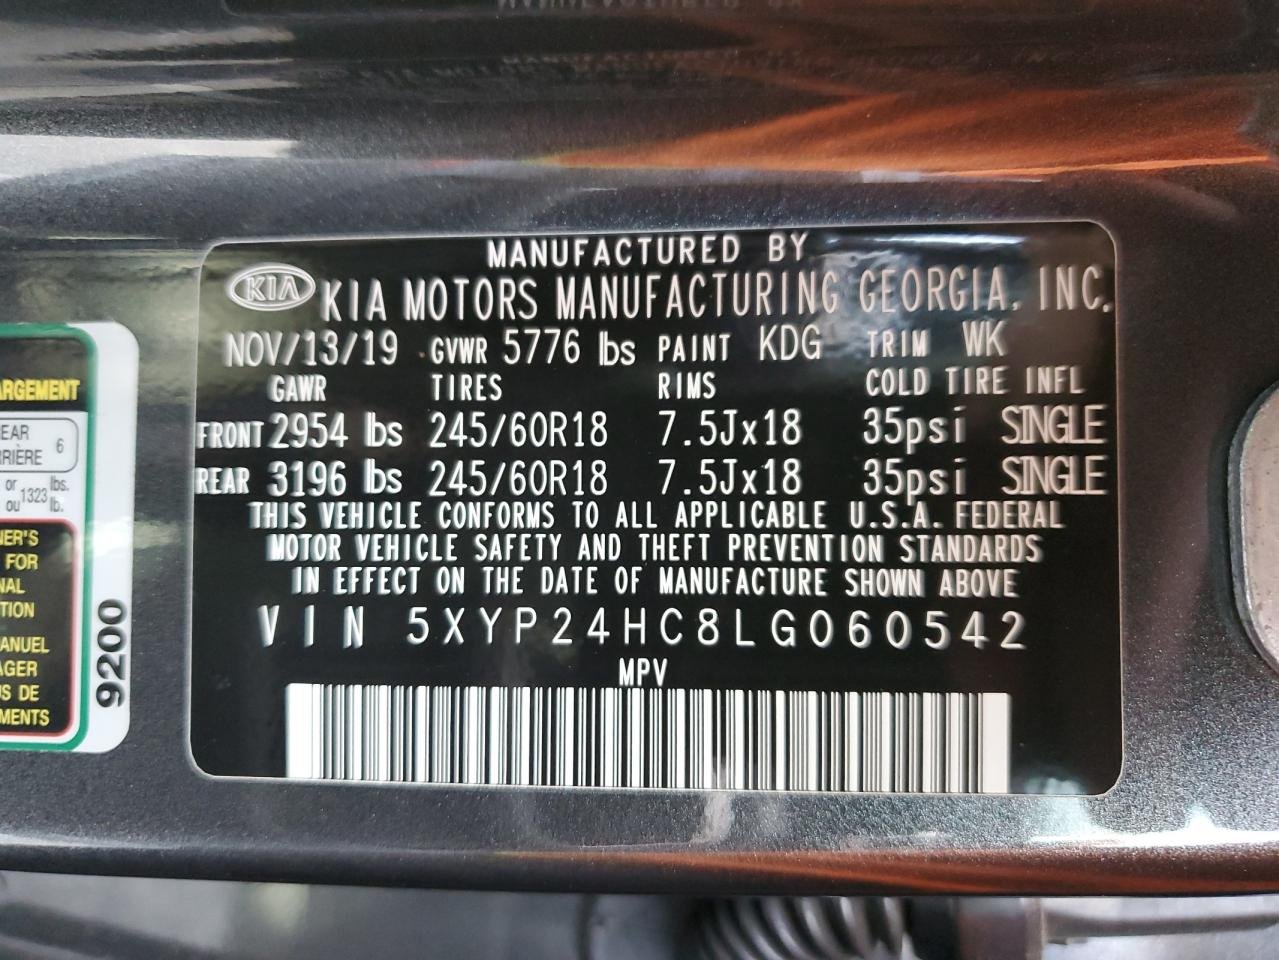 MANUFACTURED BY
KIA KIA MOTORS MANUFACTURING GEORGIA, INC.
NOV/13/19 GVWR 5776 lbs PAINT KDG TRIM WK
GAWR TIRES RIMS COLD TIRE INFL
FRONT 2954 lbs 245/60R18 7.5Jx18 35psi SINGLE
REAR 3196 lbs 245/60R18 7.5Jx18 35psi SINGLE
THIS VEHICLE CONFORMS TO ALL APPLICABLE U.S.A. FEDERAL
MOTOR VEHICLE SAFETY AND THEFT PREVENTION STANDARDS
IN EFFECT ON THE DATE OF MANUFACTURE SHOWN ABOVE
VIN 5XYP24HC8LG060542
MPV
ARGEMENT
EAR 6
RIÈRE
or 1323 lbs.
ou lb.
NER'S
FOR
NAL
TION
ANUEL
AGER
US DE
MENTS
9200